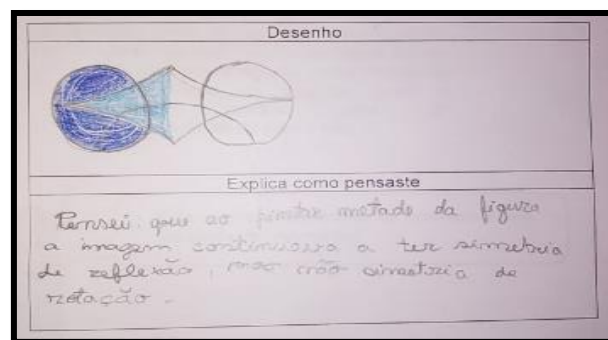 Desenho
Explica como pensaste
Pensei que ao pintar metade da figura
a imagem continuava a ter simetria
de reflexão, mas não simetria de
rotação.